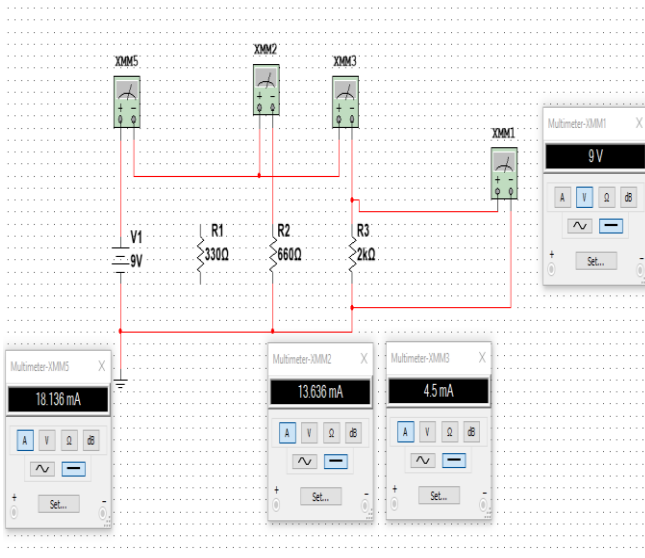 XMM5
XMM2
XMM3
XMM1
+ -
+ -
+ -
+ -
Multimeter-XMM1 X
9 V
A V Ω dB
+ Set... -
V1
9V
R1
330Ω
R2
660Ω
R3
2kΩ
Multimeter-XMM5 X
18.136 mA
A V Ω dB
+ Set... -
Multimeter-XMM2 X
13.636 mA
A V Ω dB
+ Set... -
Multimeter-XMM3 X
4.5 mA
A V Ω dB
+ Set... -